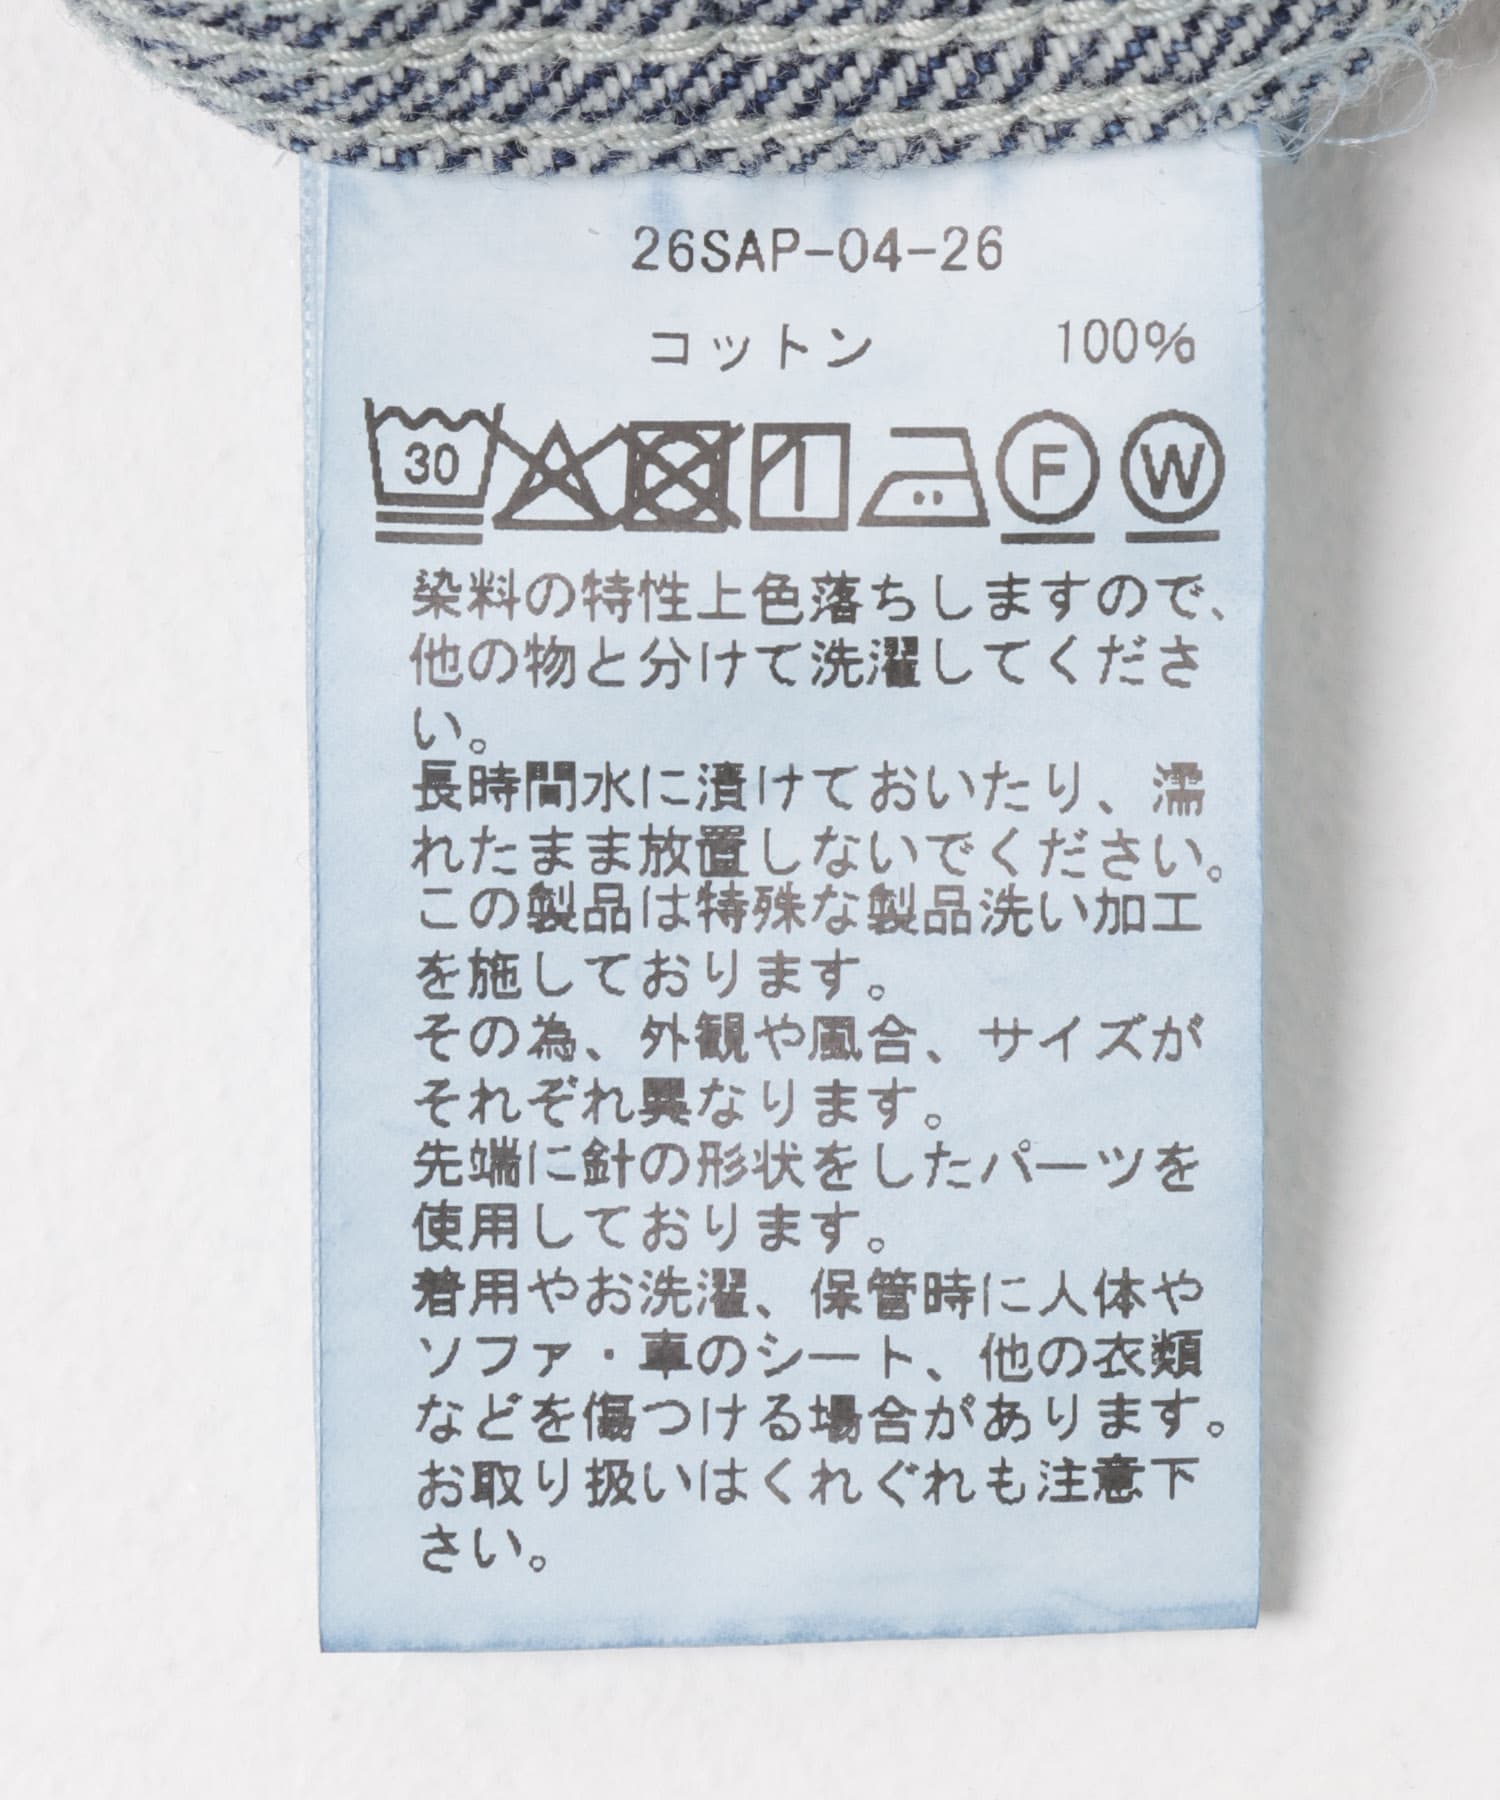 26SAP-04-26
コットン 100%
30 F W
染料の特性上色落ちしますので、
他の物と分けて洗濯してくださ
い。
長時間水に漬けておいたり、濡
れたまま放置しないでください。
この製品は特殊な製品洗い加工
を施しております。
その為、外観や風合、サイズが
それぞれ異なります。
先端に針の形状をしたパーツを
使用しております。
着用やお洗濯、保管時に人体や
ソファ・車のシート、他の衣類
などを傷つける場合があります。
お取り扱いはくれぐれも注意下
さい。